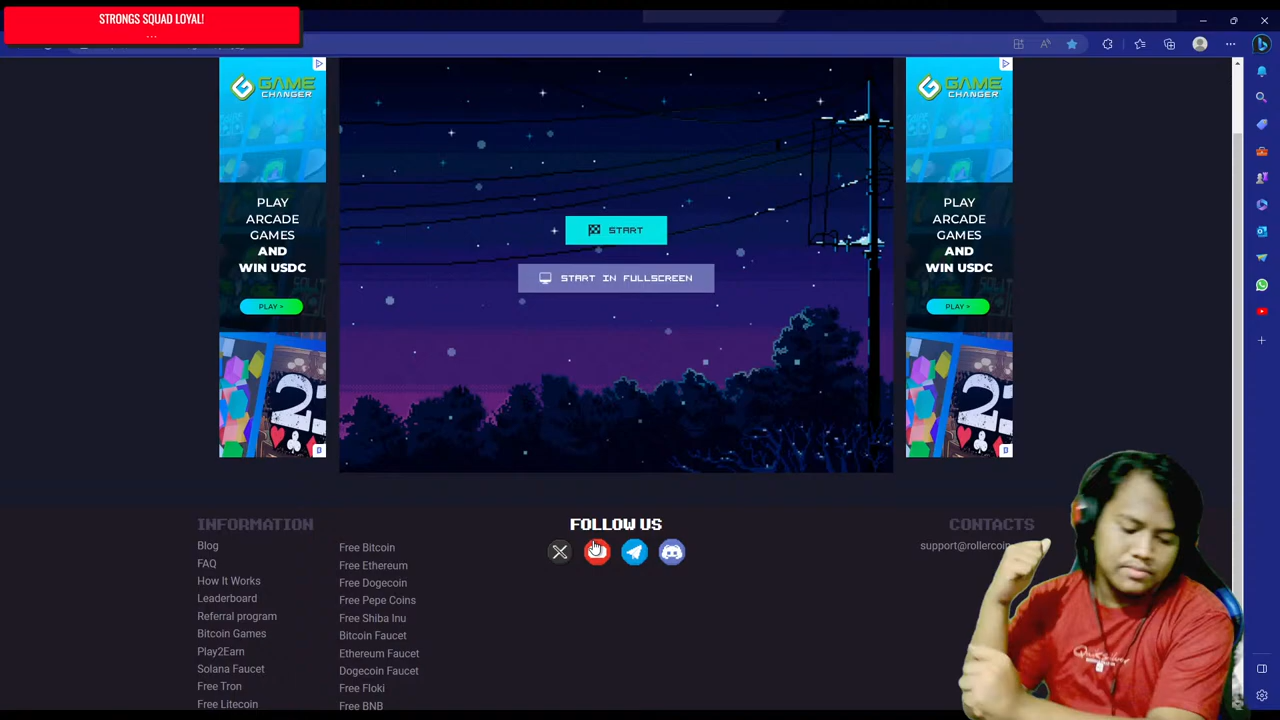 STRONGS SQUAD LOYAL!
...
GAME
CHANGER
PLAY
ARCADE
GAMES
AND
WIN USDC
PLAY >
START
START IN FULLSCREEN
GAME
CHANGER
PLAY
ARCADE
GAMES
AND
WIN USDC
PLAY >
INFORMATION
Blog
FAQ
How It Works
Leaderboard
Referral program
Bitcoin Games
Play2Earn
Solana Faucet
Free Tron
Free Litecoin
Free Bitcoin
Free Ethereum
Free Dogecoin
Free Pepe Coins
Free Shiba Inu
Bitcoin Faucet
Ethereum Faucet
Dogecoin Faucet
Free Floki
Free BNB
FOLLOW US
CONTACTS
support@rollercoin